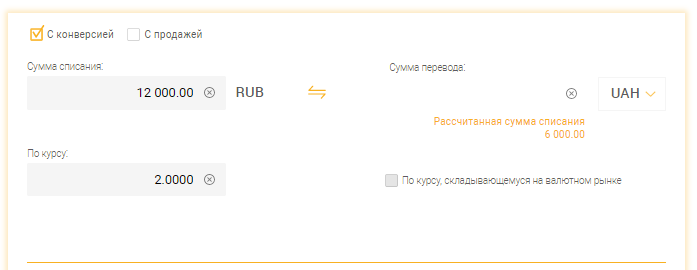 С конверсией
С продажей
Сумма списания:
Сумма перевода:
12 000.00
RUB
UAH
Рассчитанная сумма списания
6 000.00
По курсу:
2.0000
По курсу, складывающемуся на валютном рынке